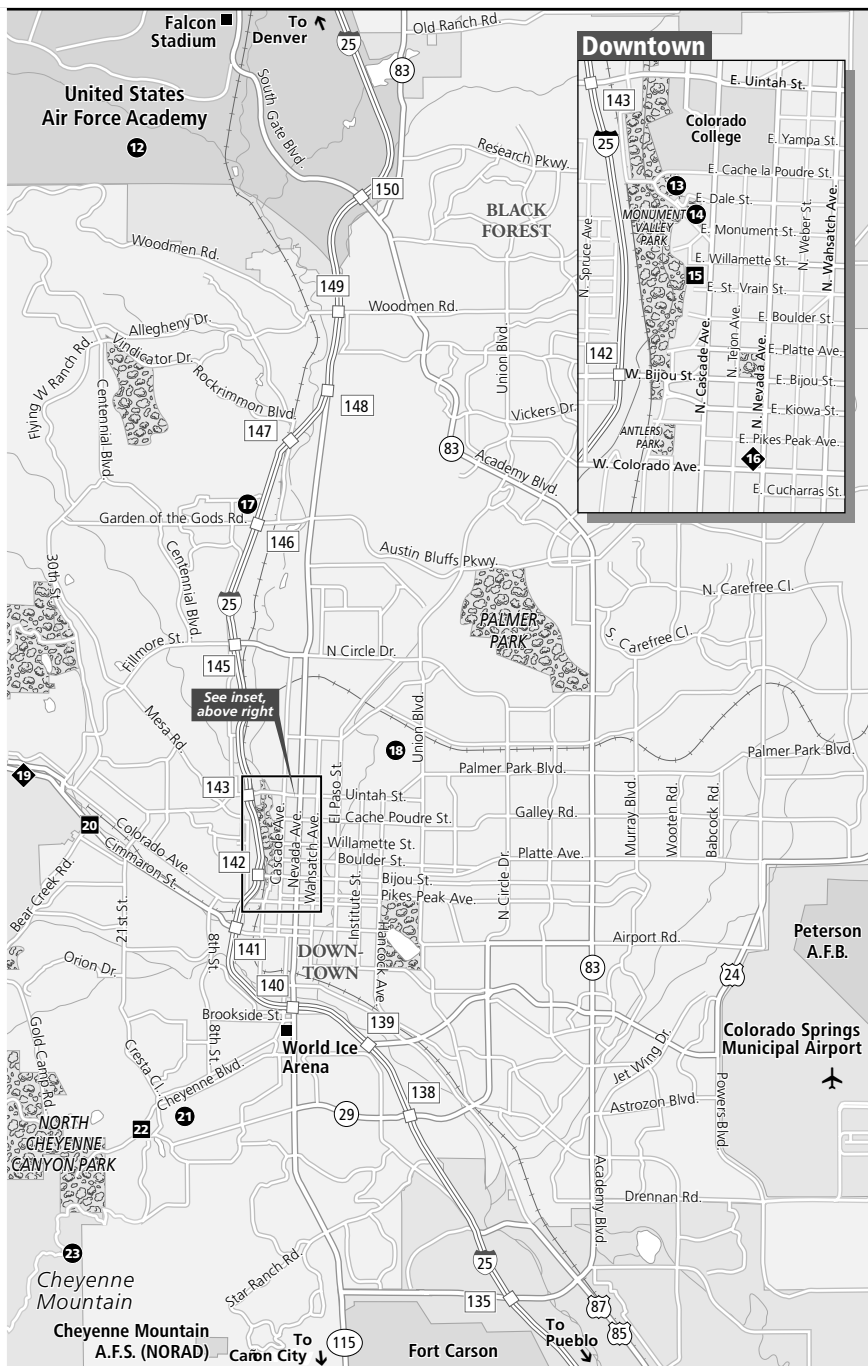 Falcon
Stadium
To
Denver
25
83
Old Ranch Rd.
United States
Air Force Academy
12
South Gate Blvd.
Research Pkwy.
150
BLACK
FOREST
Woodmen Rd.
149
Woodmen Rd.
Allegheny Dr.
Vindicator Dr.
Flying W Ranch Rd.
Centennial Blvd.
Rockrimmon Blvd.
Union Blvd.
148
147
Vickers Dr.
83
Academy Blvd.
17
Garden of the Gods Rd.
146
Austin Bluffs Pkwy.
30th St.
Centennial Blvd.
25
N. Carefree Cl.
PALMER
PARK
S. Carefree Cl.
Fillmore St.
145
N Circle Dr.
See inset,
above right
Mesa Rd.
Union Blvd.
18
Palmer Park Blvd.
Palmer Park Blvd.
19
143
El Paso St.
Uintah St.
Cache Poudre St.
Galley Rd.
Murray Blvd.
Wooten Rd.
Babcock Rd.
20
Colorado Ave.
Cimmaron St.
Cascade Ave.
Nevada Ave.
Wahsatch Ave.
Willamette St.
Boulder St.
Platte Ave.
142
Bijou St.
Pikes Peak Ave.
N Circle Dr.
Bear Creek Rd.
21st St.
Institute St.
Hancock Ave.
141
8th St.
DOWN-
TOWN
Airport Rd.
Peterson
A.F.B.
Orion Dr.
83
24
140
Brookside St.
139
World Ice
Arena
Colorado Springs
Municipal Airport
Gold Camp Rd.
Cresta Cl.
8th St.
Cheyenne Blvd.
Jet Wing Dr.
138
Astrozon Blvd.
Powers Blvd.
29
21
22
NORTH
CHEYENNE
CANYON PARK
Academy Blvd.
Drennan Rd.
23
Cheyenne
Mountain
Star Ranch Rd.
25
135
87
85
Cheyenne Mountain
A.F.S. (NORAD)
To
Cañon City
115
Fort Carson
To
Pueblo
Downtown
E. Uintah St.
143
25
Colorado
College
E. Yampa St.
E. Cache la Poudre St.
13
E. Dale St.
14
MONUMENT
VALLEY
PARK
E. Monument St.
N. Weber St.
N. Wahsatch Ave.
N. Spruce Ave
E. Willamette St.
15
E. St. Vrain St.
E. Boulder St.
N. Cascade Ave.
N. Tejon Ave.
N. Nevada Ave.
142
E. Platte Ave.
W. Bijou St.
E. Bijou St.
E. Kiowa St.
ANTLERS
PARK
E. Pikes Peak Ave.
16
W. Colorado Ave.
E. Cucharras St.